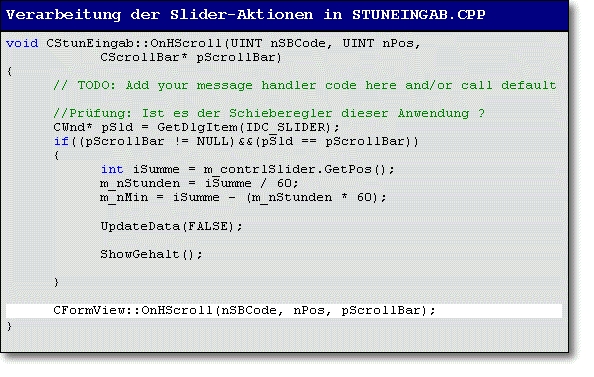 Verarbeitung der Slider-Aktionen in STUNEINGAB.CPP
void CStunEingab::OnHScroll(UINT nSBCode, UINT nPos,
CScrollBar* pScrollBar)
{
// TODO: Add your message handler code here and/or call default
//Prüfung: Ist es der Schieberegler dieser Anwendung ?
CWnd* pSld = GetDlgItem(IDC_SLIDER);
if((pScrollBar != NULL)&&(pSld == pScrollBar))
{
int iSumme = m_contrlSlider.GetPos();
m_nStunden = iSumme / 60;
m_nMin = iSumme - (m_nStunden * 60);
UpdateData(FALSE);
ShowGehalt();
}
CFormView::OnHScroll(nSBCode, nPos, pScrollBar);
}